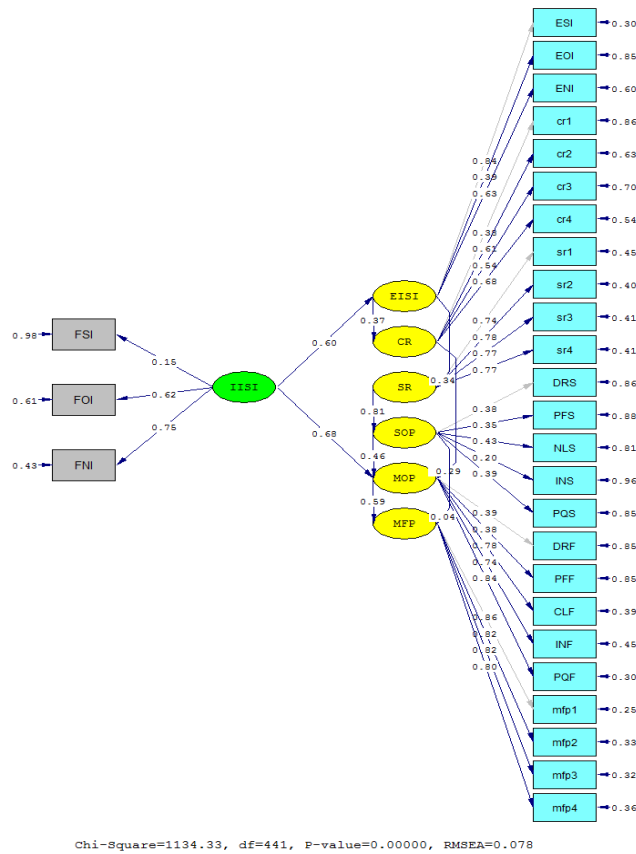 ESI
0.30
EOI
0.85
ENI
0.60
cr1
0.86
cr2
0.63
cr3
0.70
cr4
0.54
sr1
0.45
sr2
0.40
sr3
0.41
sr4
0.41
DRS
0.86
PFS
0.88
NLS
0.81
INS
0.96
PQS
0.85
DRF
0.85
PFF
0.85
CLF
0.39
INF
0.45
PQF
0.30
mfp1
0.25
mfp2
0.33
mfp3
0.32
mfp4
0.36
0.84
0.39
0.63
0.61
0.54
0.68
0.74
0.78
0.77
0.77
0.38
0.35
0.43
0.20
0.39
0.39
0.38
0.78
0.74
0.84
0.86
0.82
0.82
0.80
EISI
0.37
CR
SR
0.34
0.81
SOP
0.46
MOP
0.29
0.59
MFP
0.04
0.60
0.68
IISI
0.15
0.62
0.75
0.98
FSI
0.61
FOI
0.43
FNI
Chi-Square=1134.33, df=441, P-value=0.00000, RMSEA=0.078